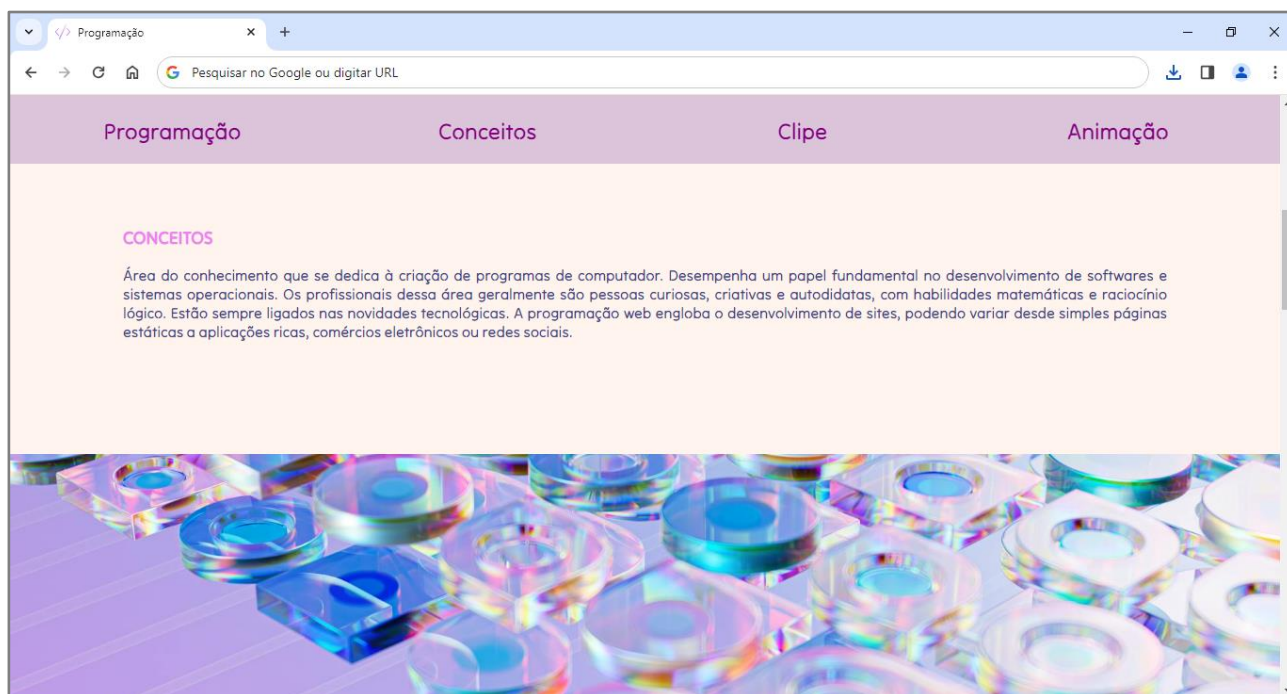 Programação
Pesquisar no Google ou digitar URL
Programação Conceitos Clipe Animação
CONCEITOS
Área do conhecimento que se dedica à criação de programas de computador. Desempenha um papel fundamental no desenvolvimento de softwares e
sistemas operacionais. Os profissionais dessa área geralmente são pessoas curiosas, criativas e autodidatas, com habilidades matemáticas e raciocínio
lógico. Estão sempre ligados nas novidades tecnológicas. A programação web engloba o desenvolvimento de sites, podendo variar desde simples páginas
estáticas a aplicações ricas, comércios eletrônicos ou redes sociais.